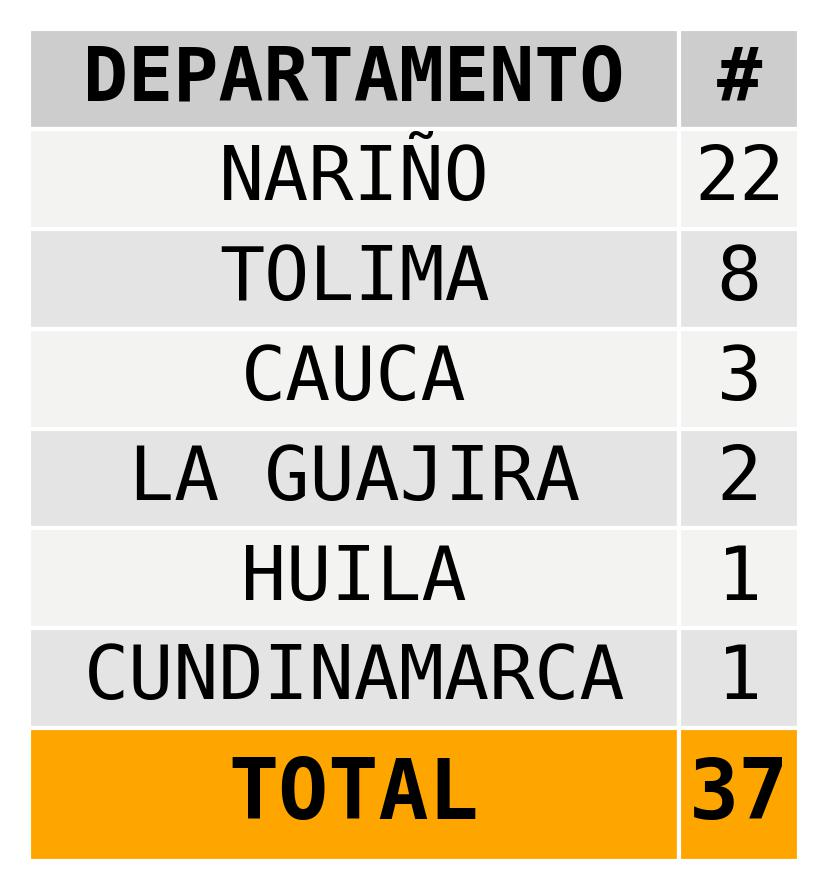 DEPARTAMENTO #
NARIÑO 22
TOLIMA 8
CAUCA 3
LA GUAJIRA 2
HUILA 1
CUNDINAMARCA 1
TOTAL 37